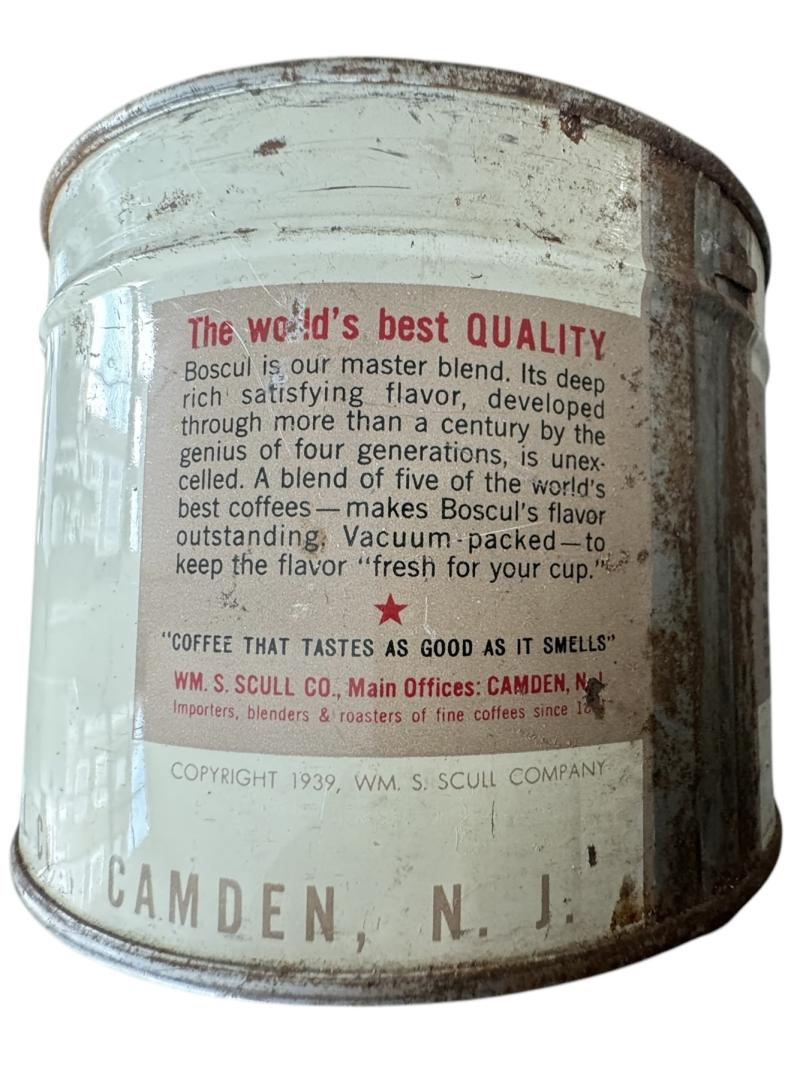 The world's best QUALITY
Boscul is our master blend. Its deep
rich satisfying flavor, developed
through more than a century by the
genius of four generations, is unex-
celled. A blend of five of the world's
best coffees—makes Boscul's flavor
outstanding. Vacuum-packed—to
keep the flavor "fresh for your cup."
"COFFEE THAT TASTES AS GOOD AS IT SMELLS"
WM. S. SCULL CO., Main Offices: CAMDEN, N.J.
Importers, blenders & roasters of fine coffees since
COPYRIGHT 1939, WM. S. SCULL COMPANY
CAMDEN, N. J.